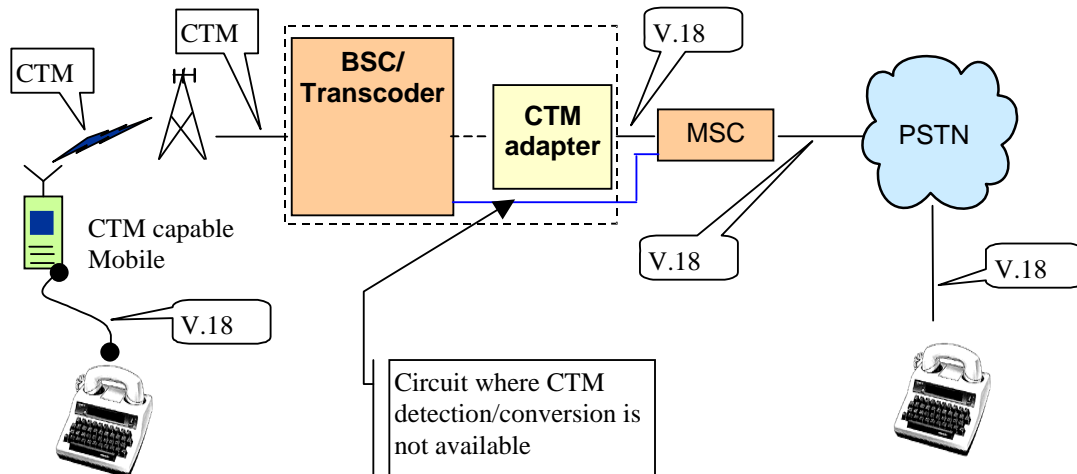 CTM
CTM
BSC/
Transcoder
CTM
adapter
V.18
MSC
PSTN
CTM capable
Mobile
V.18
V.18
V.18
Circuit where CTM
detection/conversion is
not available